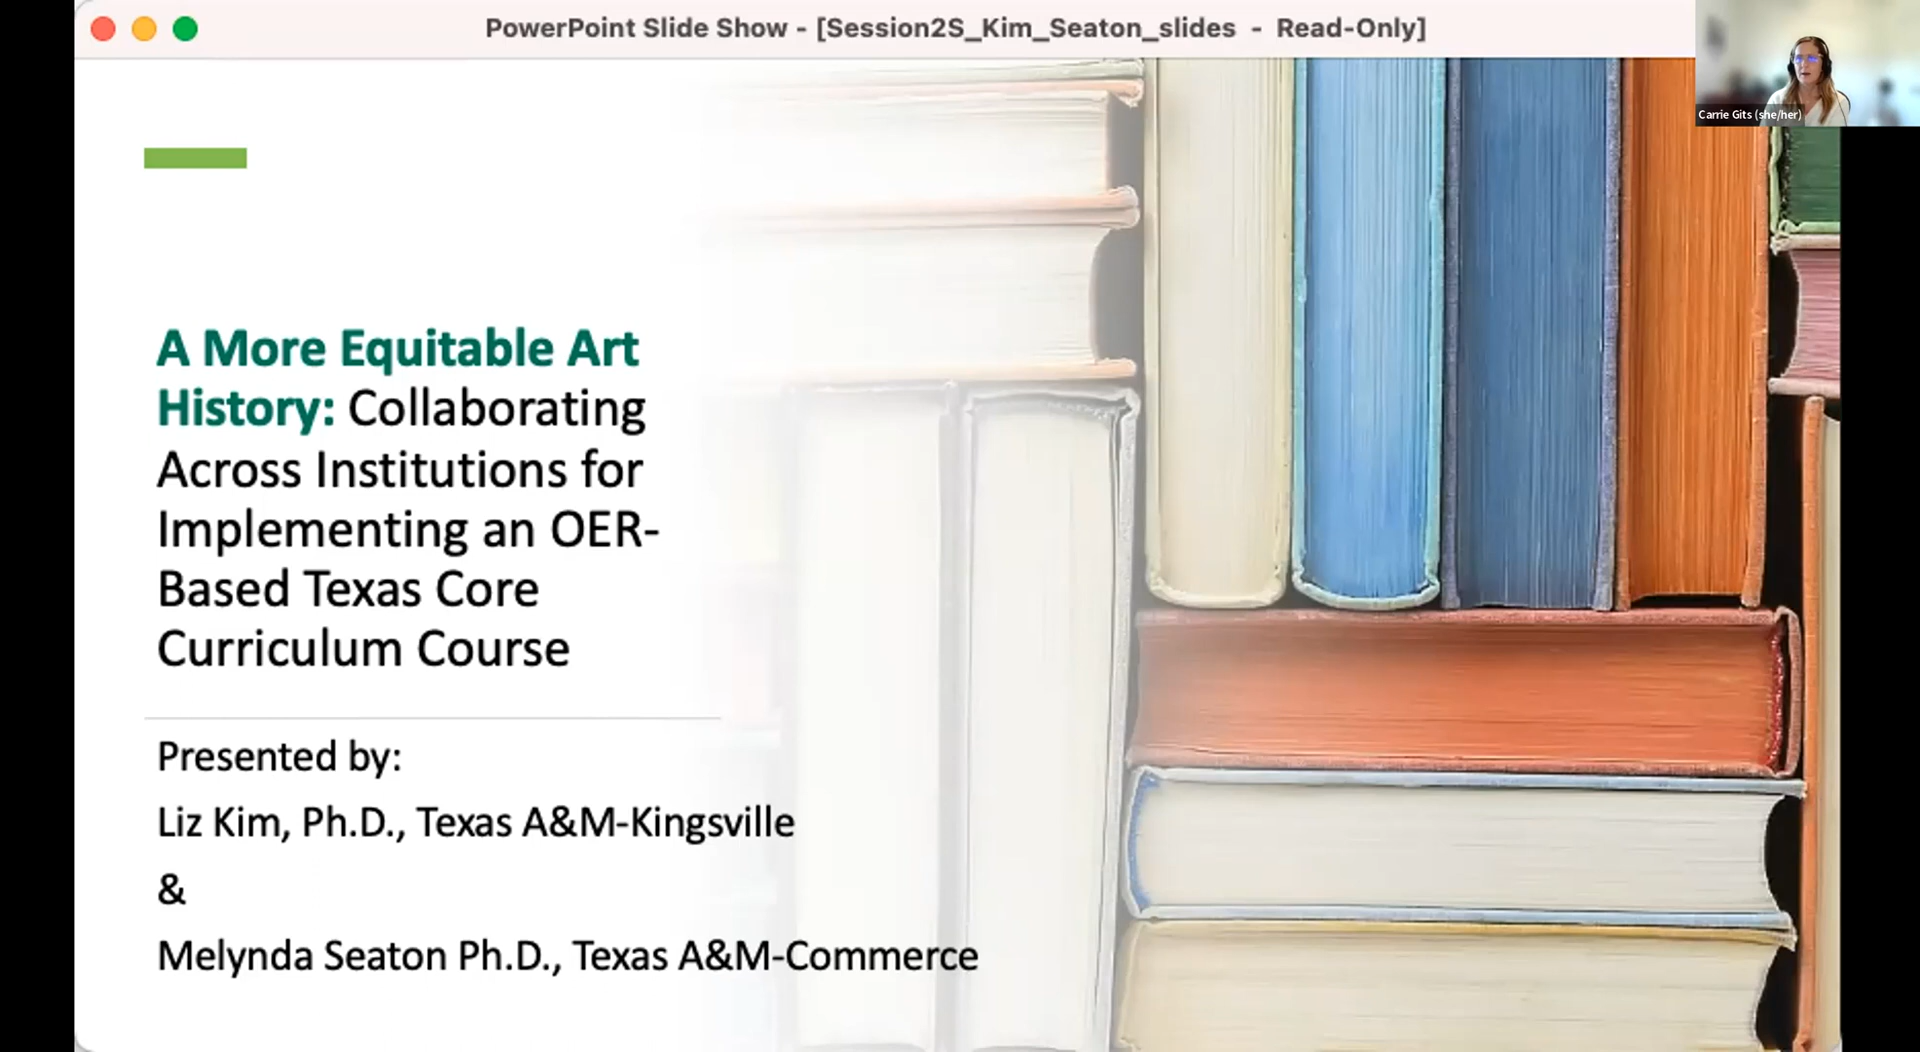 PowerPoint Slide Show - [Session2S_Kim_Seaton_slides - Read-Only]
Carrie Gits (she/her)
A More Equitable Art
History: Collaborating
Across Institutions for
Implementing an OER-
Based Texas Core
Curriculum Course
Presented by:
Liz Kim, Ph.D., Texas A&M-Kingsville
&
Melynda Seaton Ph.D., Texas A&M-Commerce